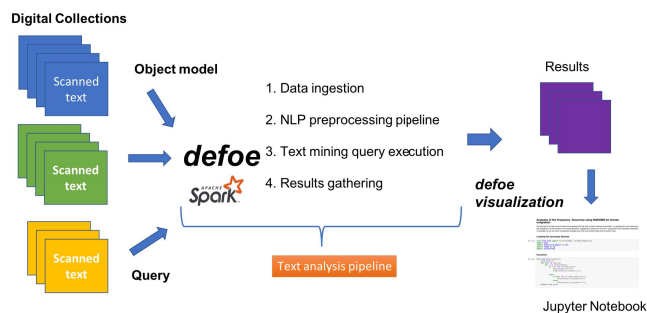 Digital Collections
Scanned
text
Scanned
text
Scanned
text
Object model
defoe
APACHE
Spark
Query
1. Data ingestion
2. NLP preprocessing pipeline
3. Text mining query execution
4. Results gathering
Text analysis pipeline
Results
defoe
visualization
Jupyter Notebook